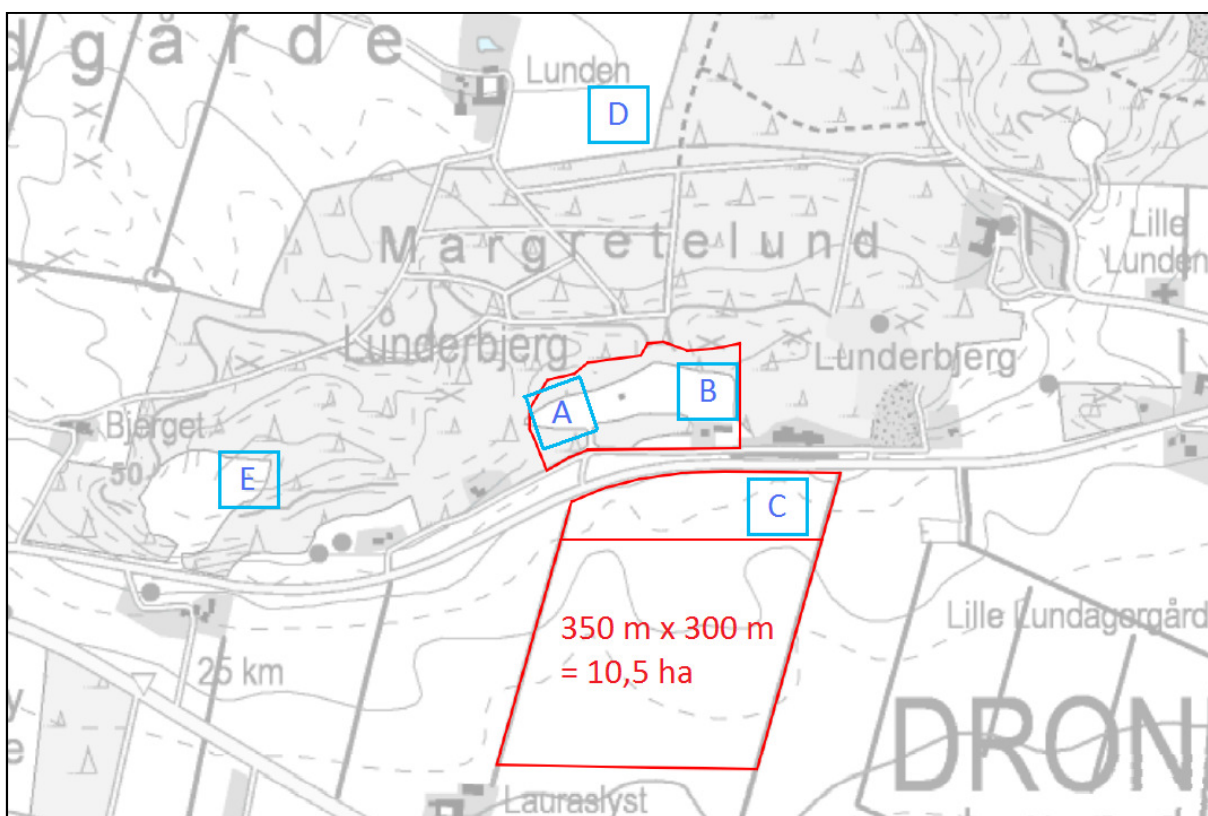 dgårde
Lunden
D
Margretelund
Lille
Lunden
Lunderbjerg
Lunderbjerg
A
B
Bjerget
50
E
C
350 m x 300 m
= 10,5 ha
Lille Lundagergård
25 km
DRON
Lauraslyst